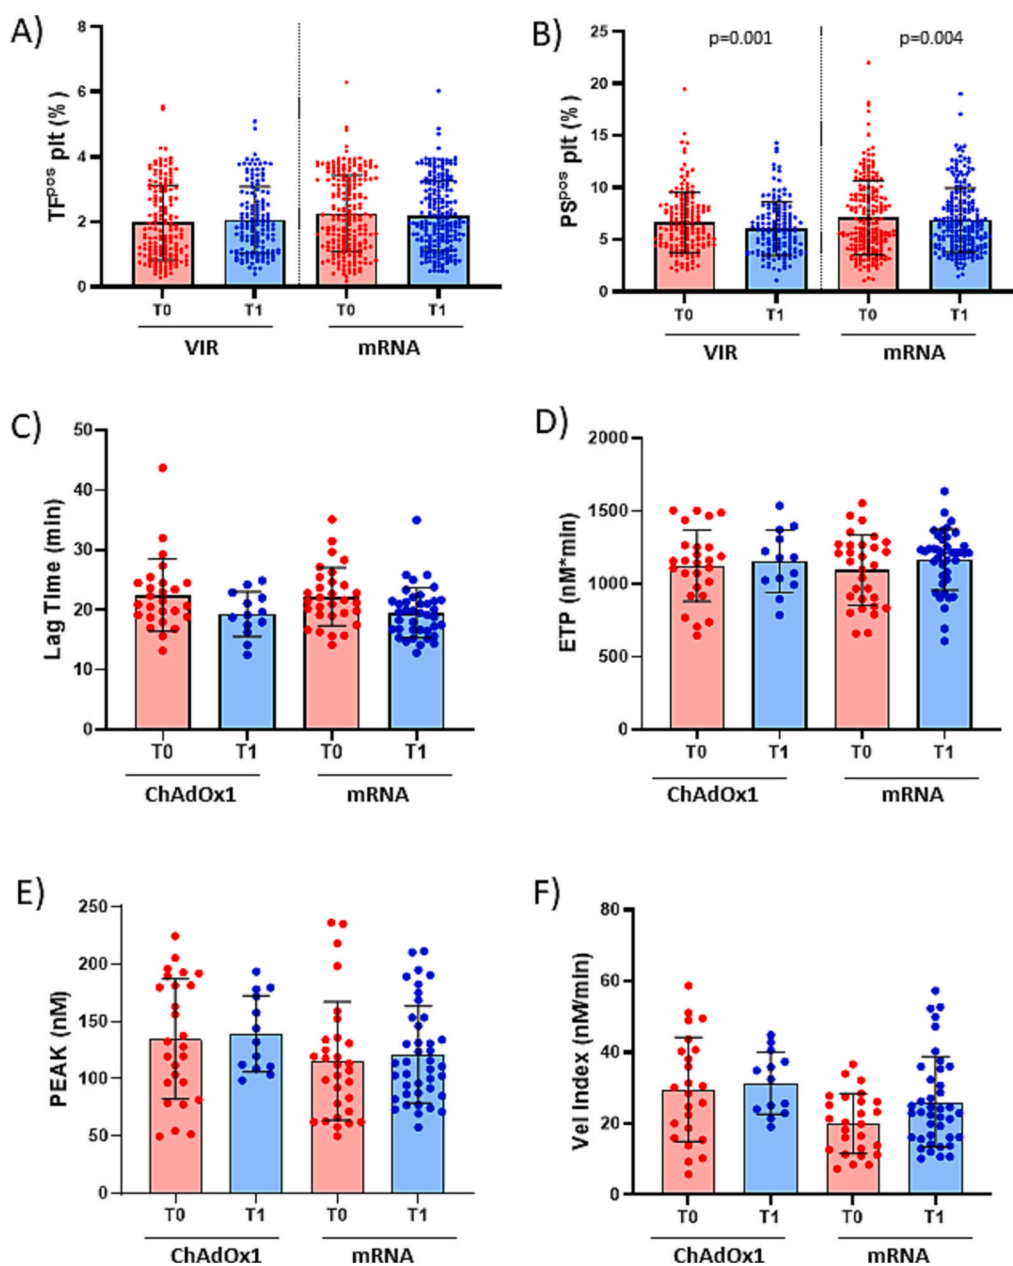 A)
TFpos plt (%)
8
6
4
2
0
T0 T1 T0 T1
VIR mRNA
B)
p=0.001 p=0.004
PSpos plt (%)
25
20
15
10
5
0
T0 T1 T0 T1
VIR mRNA
C)
Lag Time (min)
50
40
30
20
10
0
T0 T1 T0 T1
ChAdOx1 mRNA
D)
ETP (nM*min)
2000
1500
1000
500
0
T0 T1 T0 T1
ChAdOx1 mRNA
E)
PEAK (nM)
250
200
150
100
50
0
T0 T1 T0 T1
ChAdOx1 mRNA
F)
Vel Index (nM/min)
80
60
40
20
0
T0 T1 T0 T1
ChAdOx1 mRNA